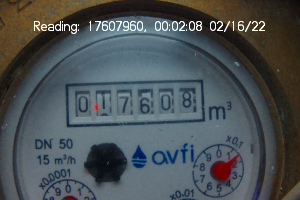 Reading: 17607960, 00:02:08 02/16/22
017608 m³
DN 50
15 m³/h
avfi
x0,1
x0,0001
x0,01